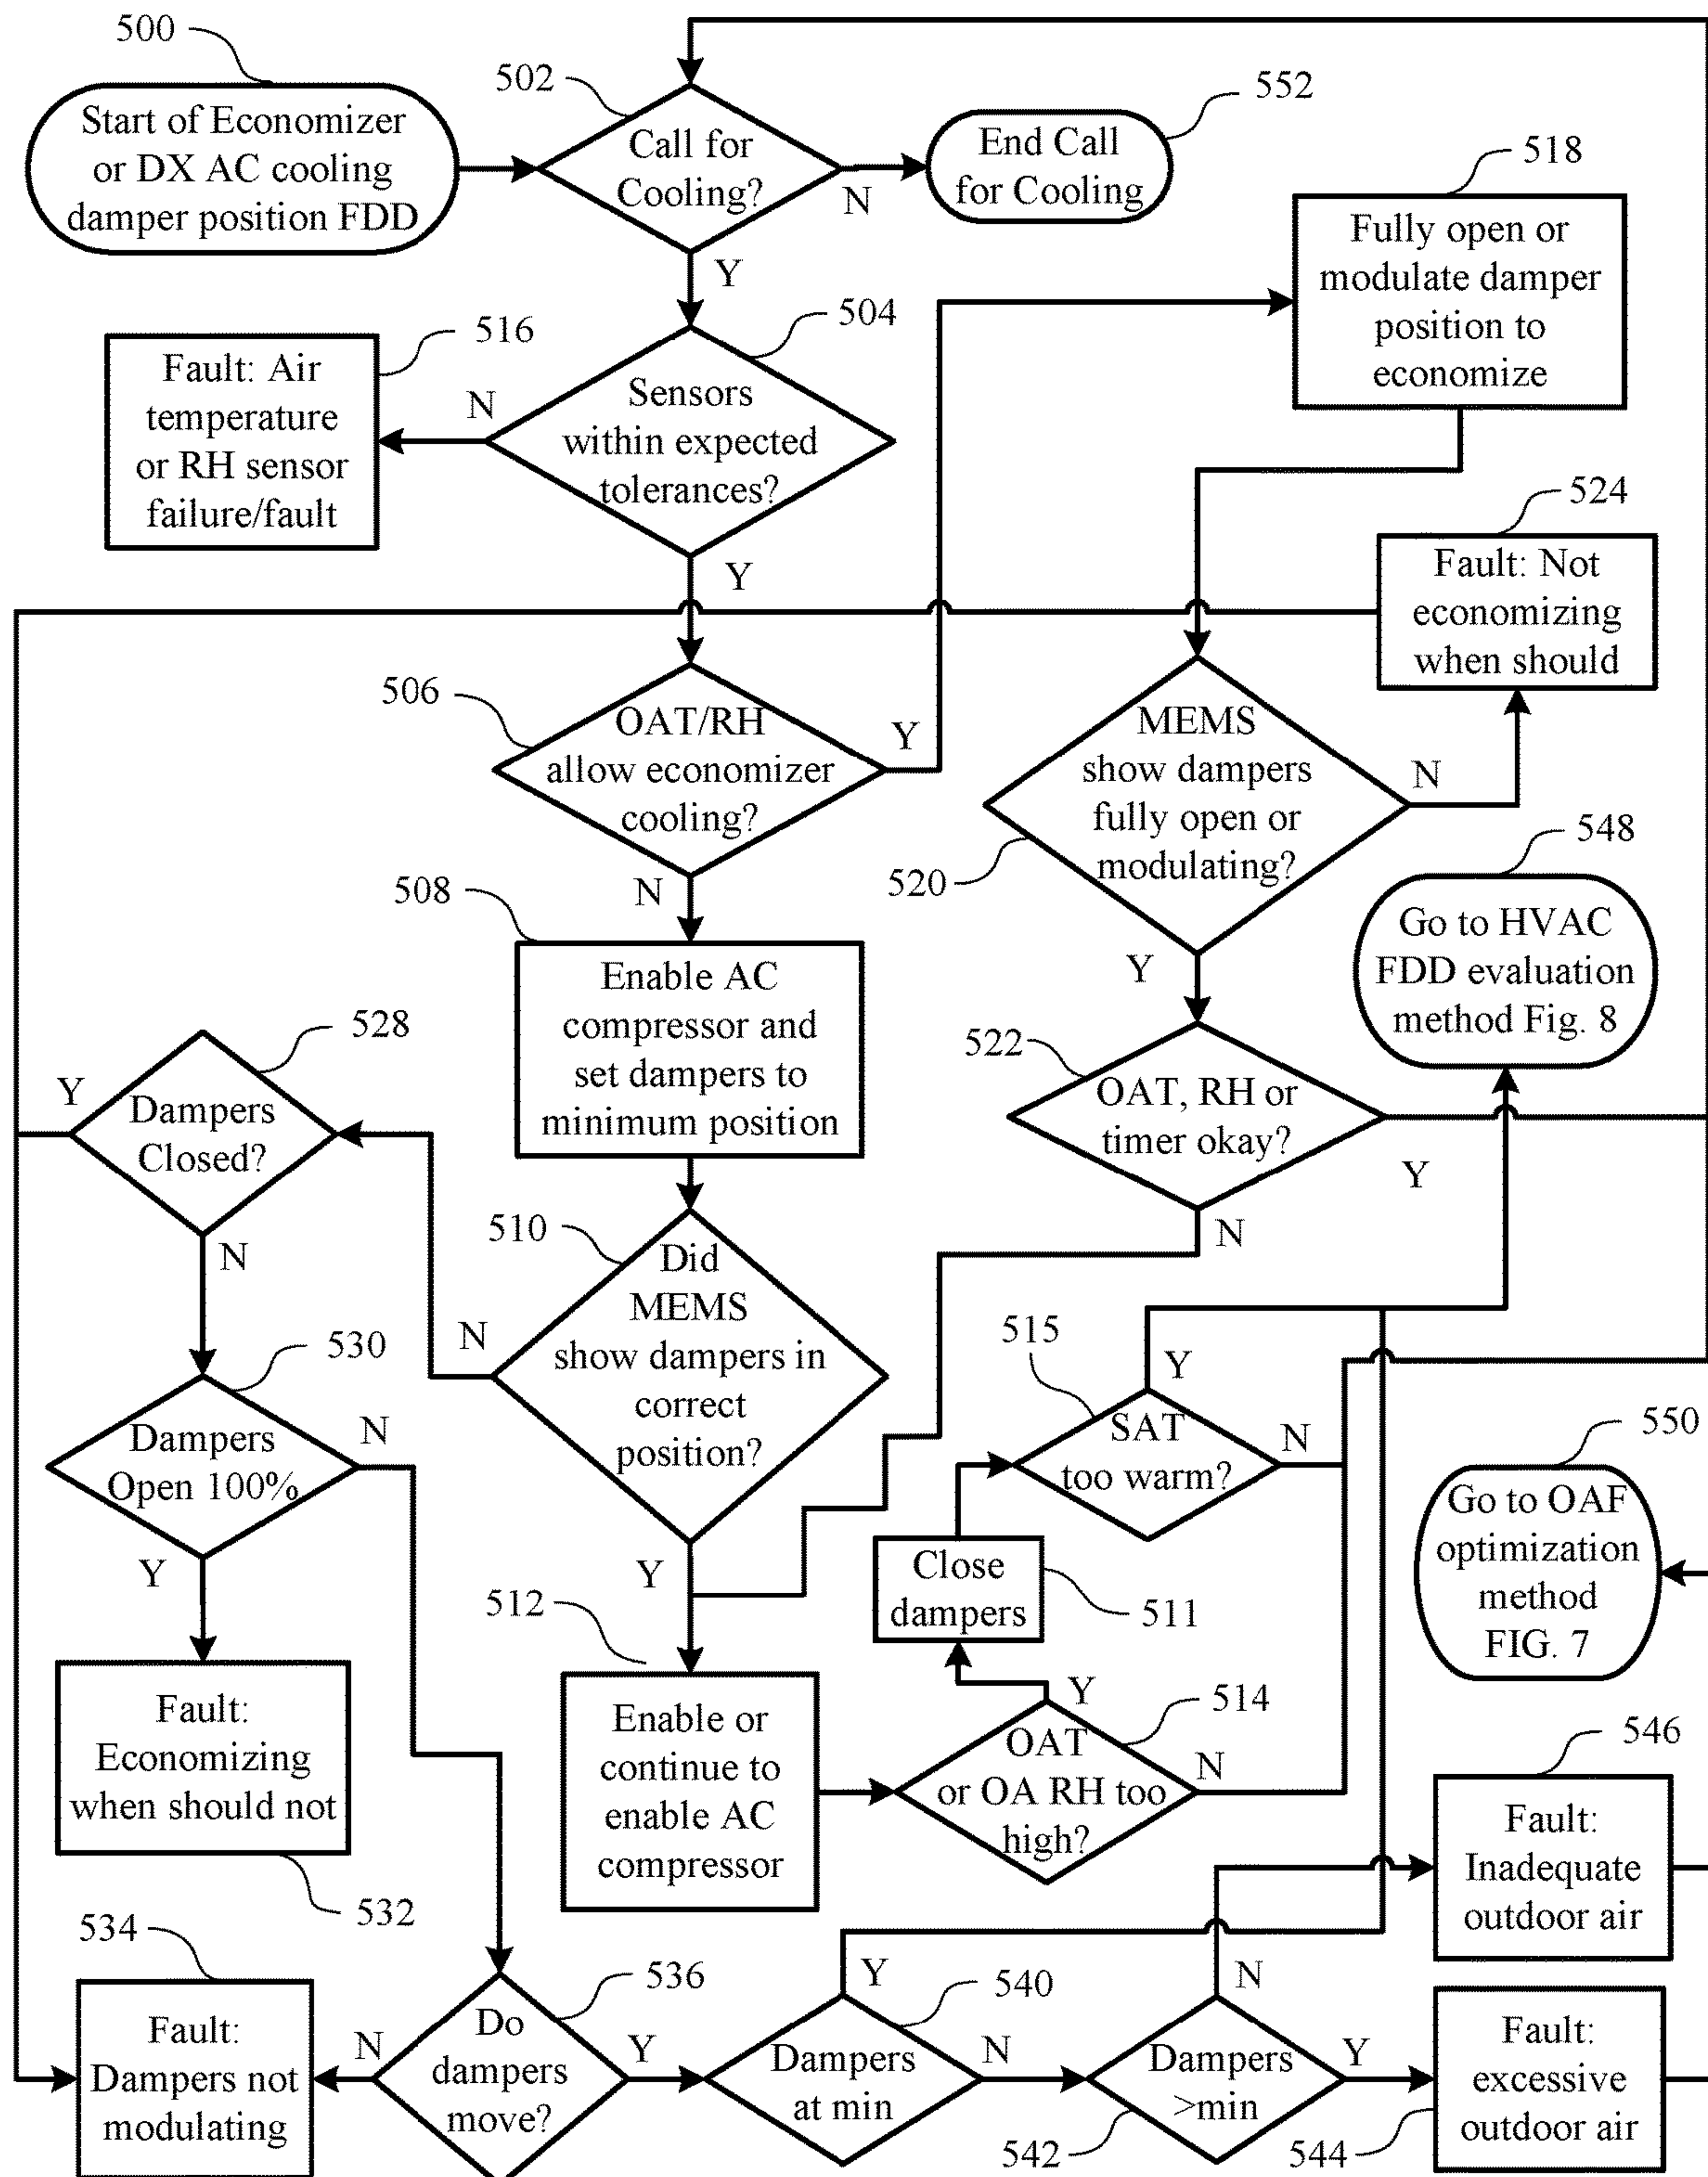 500
Start of Economizer
or DX AC cooling
damper position FDD
502
Call for
Cooling?
N
Y
552
End Call
for Cooling
518
Fully open or
modulate damper
position to
economize
516
Fault: Air
temperature
or RH sensor
failure/fault
N
504
Sensors
within expected
tolerances?
Y
524
Fault: Not
economizing
when should
506
OAT/RH
allow economizer
cooling?
Y
N
MEMS
show dampers
fully open or
modulating?
520
N
Y
548
Go to HVAC
FDD evaluation
method Fig. 8
508
Enable AC
compressor and
set dampers to
minimum position
522
OAT, RH or
timer okay?
Y
N
528
Y
Dampers
Closed?
N
510
Did
MEMS
show dampers in
correct
position?
N
Y
530
Dampers
Open 100%
N
Y
515
Y
SAT
too warm?
N
550
Go to OAF
optimization
method
FIG. 7
Close
dampers
511
512
Enable or
continue to
enable AC
compressor
Y
514
OAT
or OA RH too
high?
N
Fault:
Economizing
when should not
532
546
Fault:
Inadequate
outdoor air
534
Fault:
Dampers not
modulating
N
536
Do
dampers
move?
Y
540
Y
Dampers
at min
N
N
Dampers
>min
542
Y
Fault:
excessive
outdoor air
544